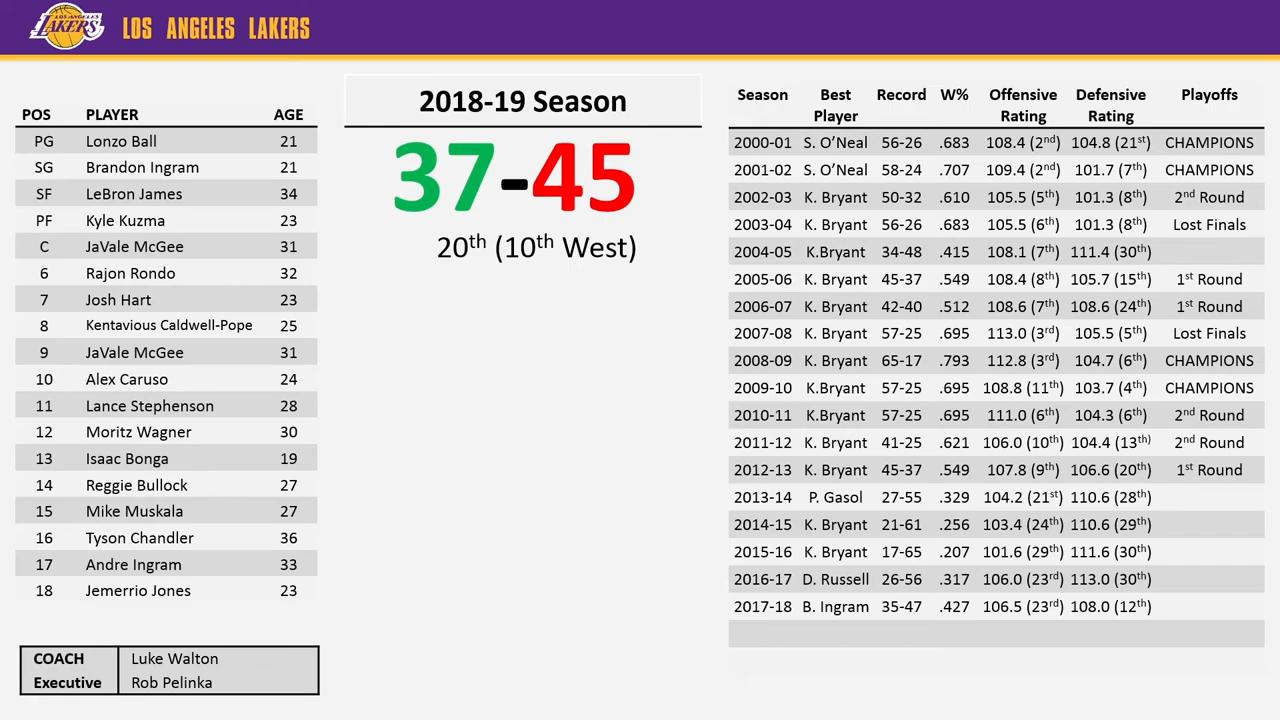 LOS ANGELES LAKERS
LOS ANGELES LAKERS
POS PLAYER AGE
PG Lonzo Ball 21
SG Brandon Ingram 21
SF LeBron James 34
PF Kyle Kuzma 23
C JaVale McGee 31
6 Rajon Rondo 32
7 Josh Hart 23
8 Kentavious Caldwell-Pope 25
9 JaVale McGee 31
10 Alex Caruso 24
11 Lance Stephenson 28
12 Moritz Wagner 30
13 Isaac Bonga 19
14 Reggie Bullock 27
15 Mike Muskala 27
16 Tyson Chandler 36
17 Andre Ingram 33
18 Jemerrio Jones 23
COACH Luke Walton
Executive Rob Pelinka
2018-19 Season
37-45
20th (10th West)
Season Best Player Record W% Offensive Rating Defensive Rating Playoffs
2000-01 S. O’Neal 56-26 .683 108.4 (2nd) 104.8 (21st) CHAMPIONS
2001-02 S. O’Neal 58-24 .707 109.4 (2nd) 101.7 (7th) CHAMPIONS
2002-03 K. Bryant 50-32 .610 105.5 (5th) 101.3 (8th) 2nd Round
2003-04 K. Bryant 56-26 .683 105.5 (6th) 101.3 (8th) Lost Finals
2004-05 K.Bryant 34-48 .415 108.1 (7th) 111.4 (30th)
2005-06 K. Bryant 45-37 .549 108.4 (8th) 105.7 (15th) 1st Round
2006-07 K. Bryant 42-40 .512 108.6 (7th) 108.6 (24th) 1st Round
2007-08 K. Bryant 57-25 .695 113.0 (3rd) 105.5 (5th) Lost Finals
2008-09 K. Bryant 65-17 .793 112.8 (3rd) 104.7 (6th) CHAMPIONS
2009-10 K.Bryant 57-25 .695 108.8 (11th) 103.7 (4th) CHAMPIONS
2010-11 K.Bryant 57-25 .695 111.0 (6th) 104.3 (6th) 2nd Round
2011-12 K. Bryant 41-25 .621 106.0 (10th) 104.4 (13th) 2nd Round
2012-13 K. Bryant 45-37 .549 107.8 (9th) 106.6 (20th) 1st Round
2013-14 P. Gasol 27-55 .329 104.2 (21st) 110.6 (28th)
2014-15 K. Bryant 21-61 .256 103.4 (24th) 110.6 (29th)
2015-16 K. Bryant 17-65 .207 101.6 (29th) 111.6 (30th)
2016-17 D. Russell 26-56 .317 106.0 (23rd) 113.0 (30th)
2017-18 B. Ingram 35-47 .427 106.5 (23rd) 108.0 (12th)